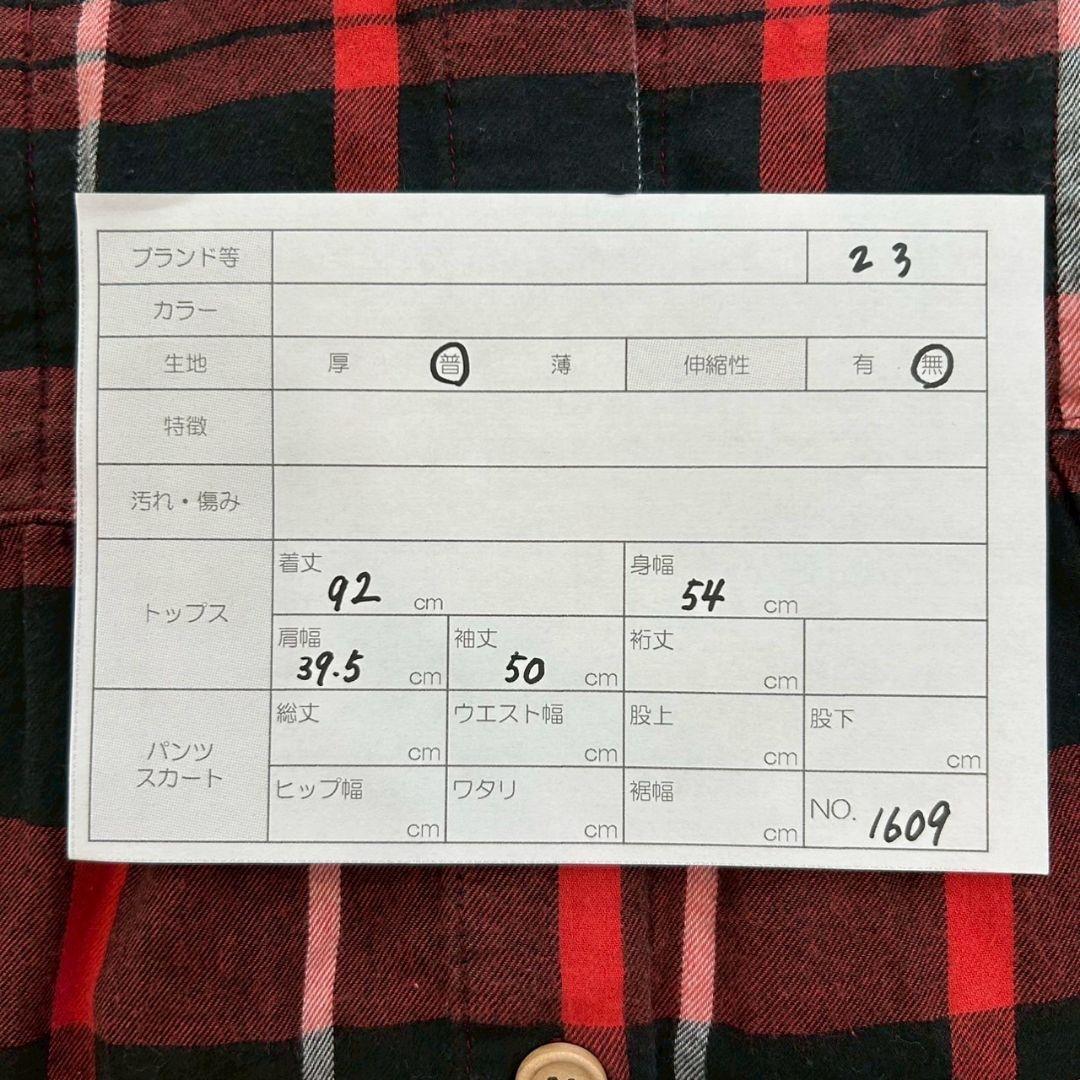 ブランド等 23
カラー
生地 厚 普 薄 伸縮性 有 無
特徴
汚れ・傷み
トップス
着丈 92 cm 身幅 54 cm
肩幅 39.5 cm 袖丈 50 cm 裄丈 cm
パンツ
スカート
総丈 cm ウエスト幅 cm 股上 cm 股下 cm
ヒップ幅 cm ワタリ cm 裾幅 cm NO. 1609